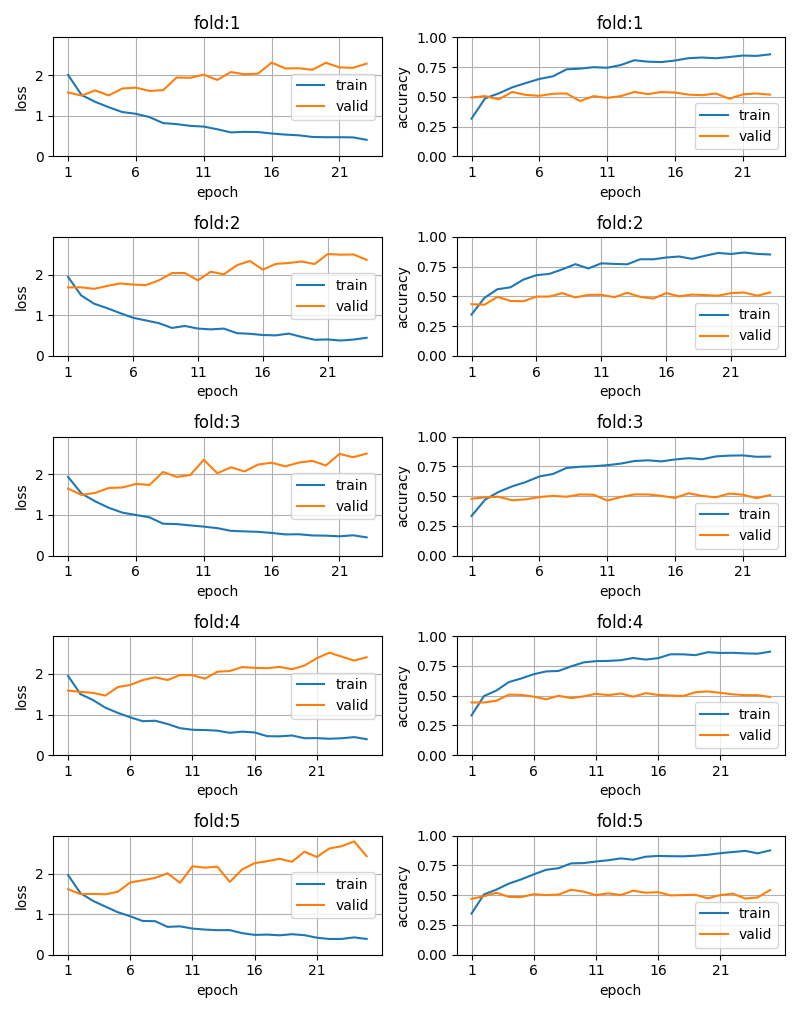 fold:1
loss
2
1
0
train
valid
1 6 11 16 21
epoch
fold:1
accuracy
1.00
0.75
0.50
0.25
0.00
train
valid
1 6 11 16 21
epoch
fold:2
loss
2
1
0
train
valid
1 6 11 16 21
epoch
fold:2
accuracy
1.00
0.75
0.50
0.25
0.00
train
valid
1 6 11 16 21
epoch
fold:3
loss
2
1
0
train
valid
1 6 11 16 21
epoch
fold:3
accuracy
1.00
0.75
0.50
0.25
0.00
train
valid
1 6 11 16 21
epoch
fold:4
loss
2
1
0
train
valid
1 6 11 16 21
epoch
fold:4
accuracy
1.00
0.75
0.50
0.25
0.00
train
valid
1 6 11 16 21
epoch
fold:5
loss
2
1
0
train
valid
1 6 11 16 21
epoch
fold:5
accuracy
1.00
0.75
0.50
0.25
0.00
train
valid
1 6 11 16 21
epoch